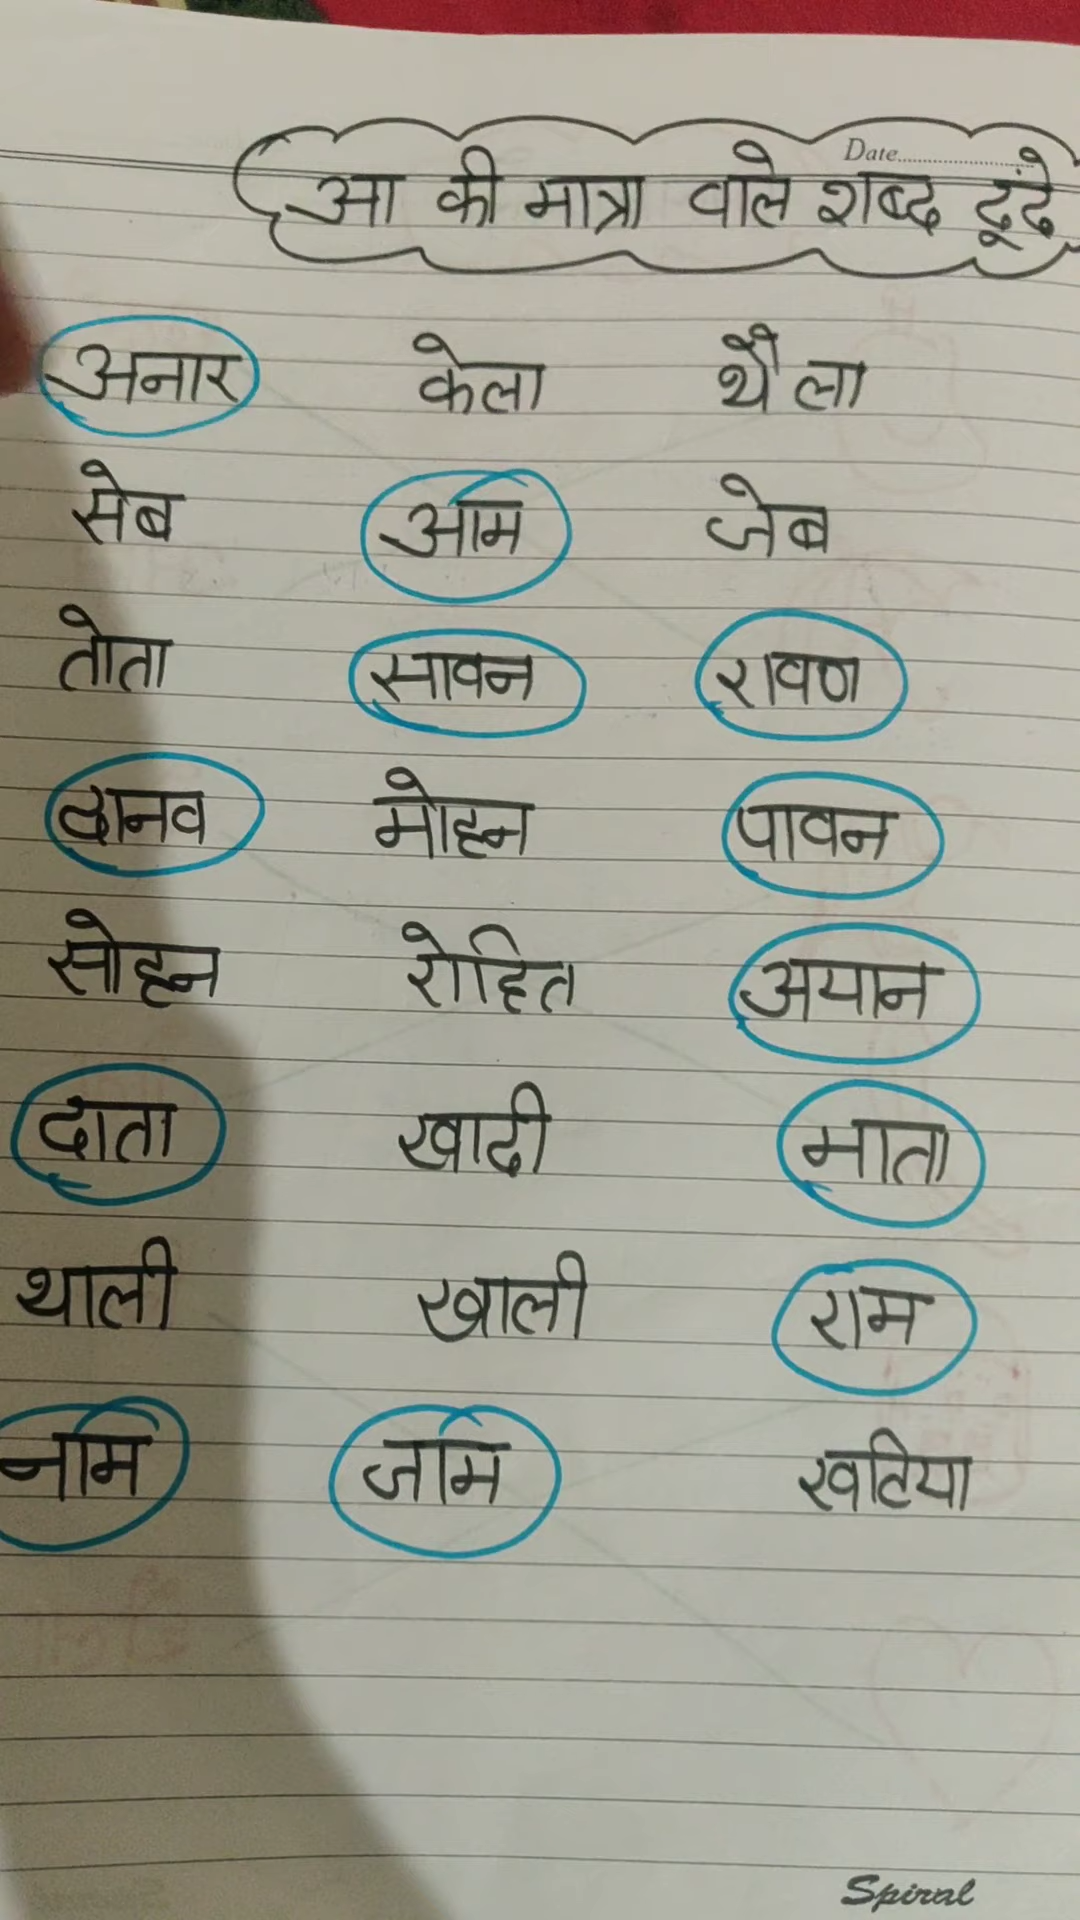 Date
आ की मात्रा वाले शब्द ढूंढे
अनार केला थैला
सेब आम जेब
तोता सावन रावण
दानव मोहन पावन
सोहन रोहित अयान
दाता खादी माता
थाली खाली राम
नाम जाम खटिया
Spiral